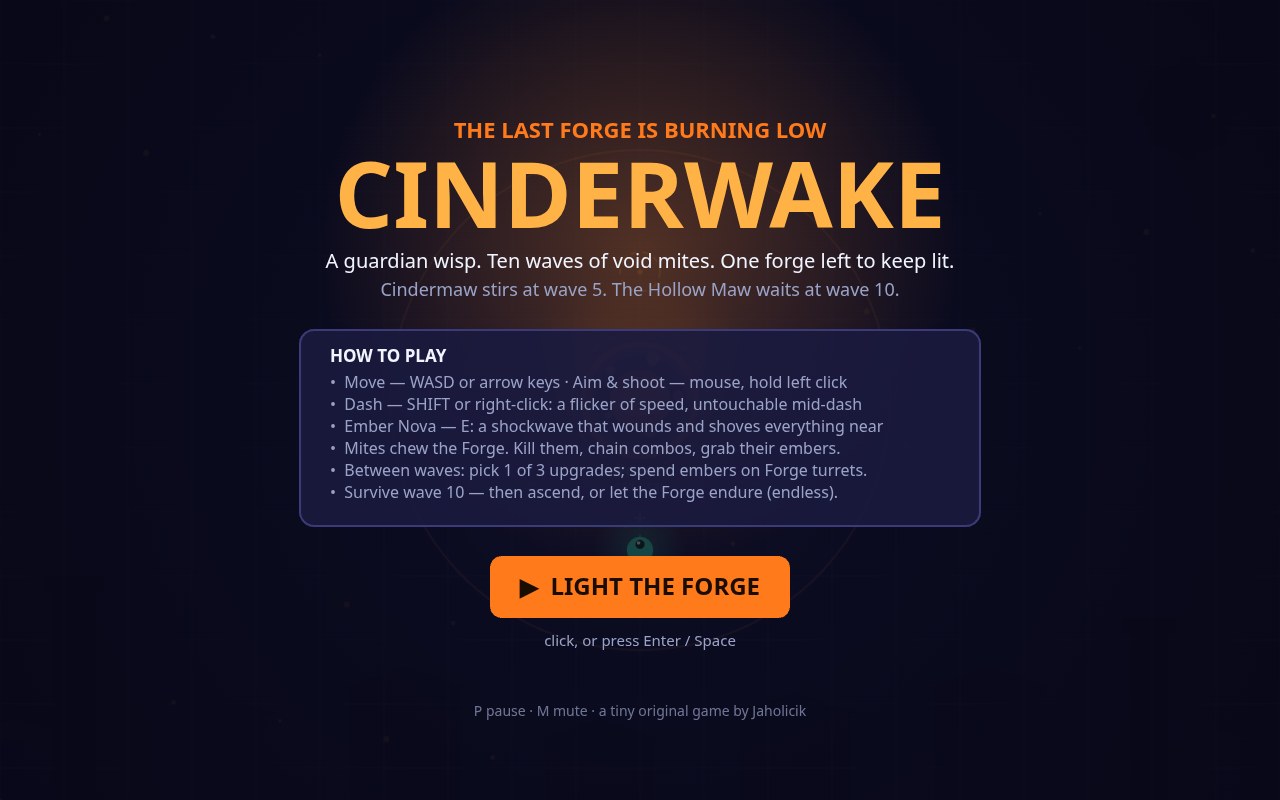 THE LAST FORGE IS BURNING LOW
CINDERWAKE
A guardian wisp. Ten waves of void mites. One forge left to keep lit.
Cindermaw stirs at wave 5. The Hollow Maw waits at wave 10.
HOW TO PLAY
• Move — WASD or arrow keys · Aim & shoot — mouse, hold left click
• Dash — SHIFT or right-click: a flicker of speed, untouchable mid-dash
• Ember Nova — E: a shockwave that wounds and shoves everything near
• Mites chew the Forge. Kill them, chain combos, grab their embers.
• Between waves: pick 1 of 3 upgrades; spend embers on Forge turrets.
• Survive wave 10 — then ascend, or let the Forge endure (endless).
▶ LIGHT THE FORGE
click, or press Enter / Space
P pause · M mute · a tiny original game by Jaholicik